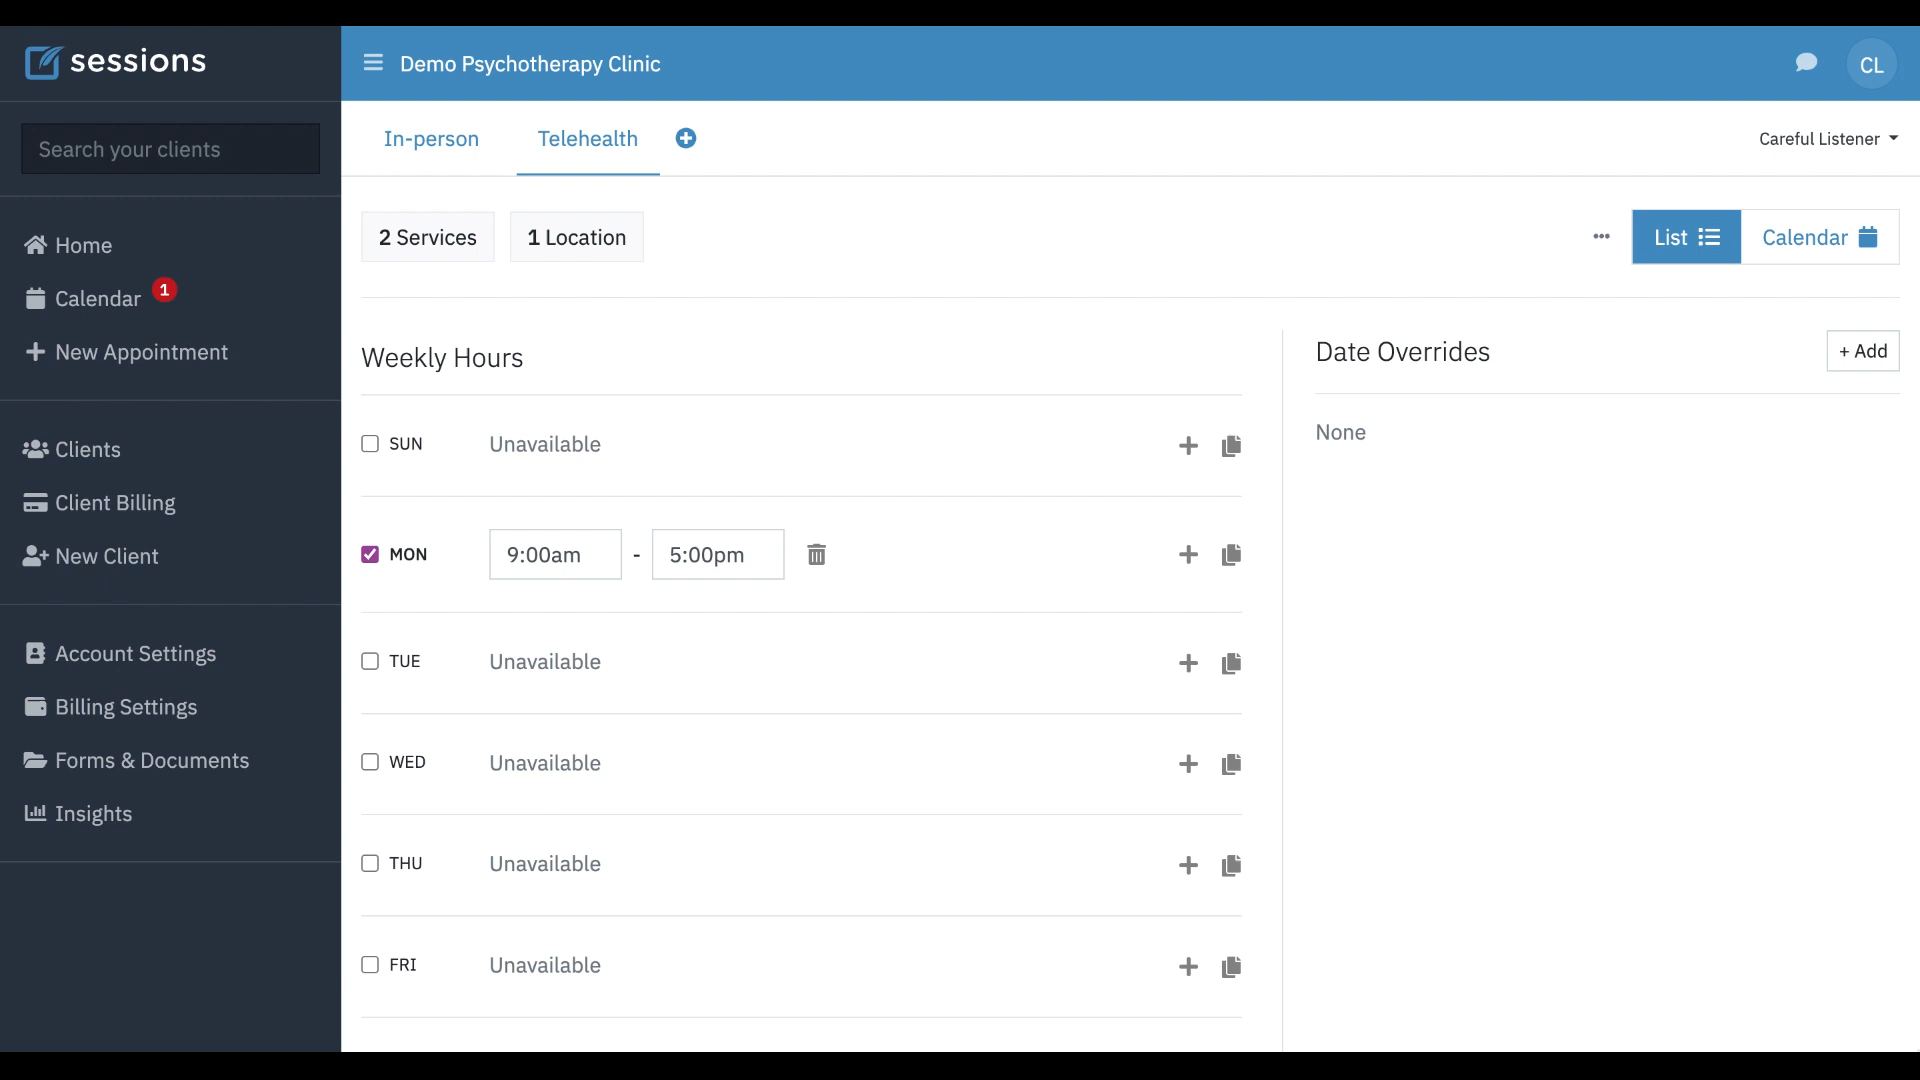 sessions
Demo Psychotherapy Clinic
CL
Search your clients
In-person
Telehealth
Careful Listener
Home
Calendar 1
New Appointment
Clients
Client Billing
New Client
Account Settings
Billing Settings
Forms & Documents
Insights
2 Services
1 Location
List
Calendar
Weekly Hours
SUN Unavailable
MON 9:00am - 5:00pm
TUE Unavailable
WED Unavailable
THU Unavailable
FRI Unavailable
Date Overrides
+ Add
None